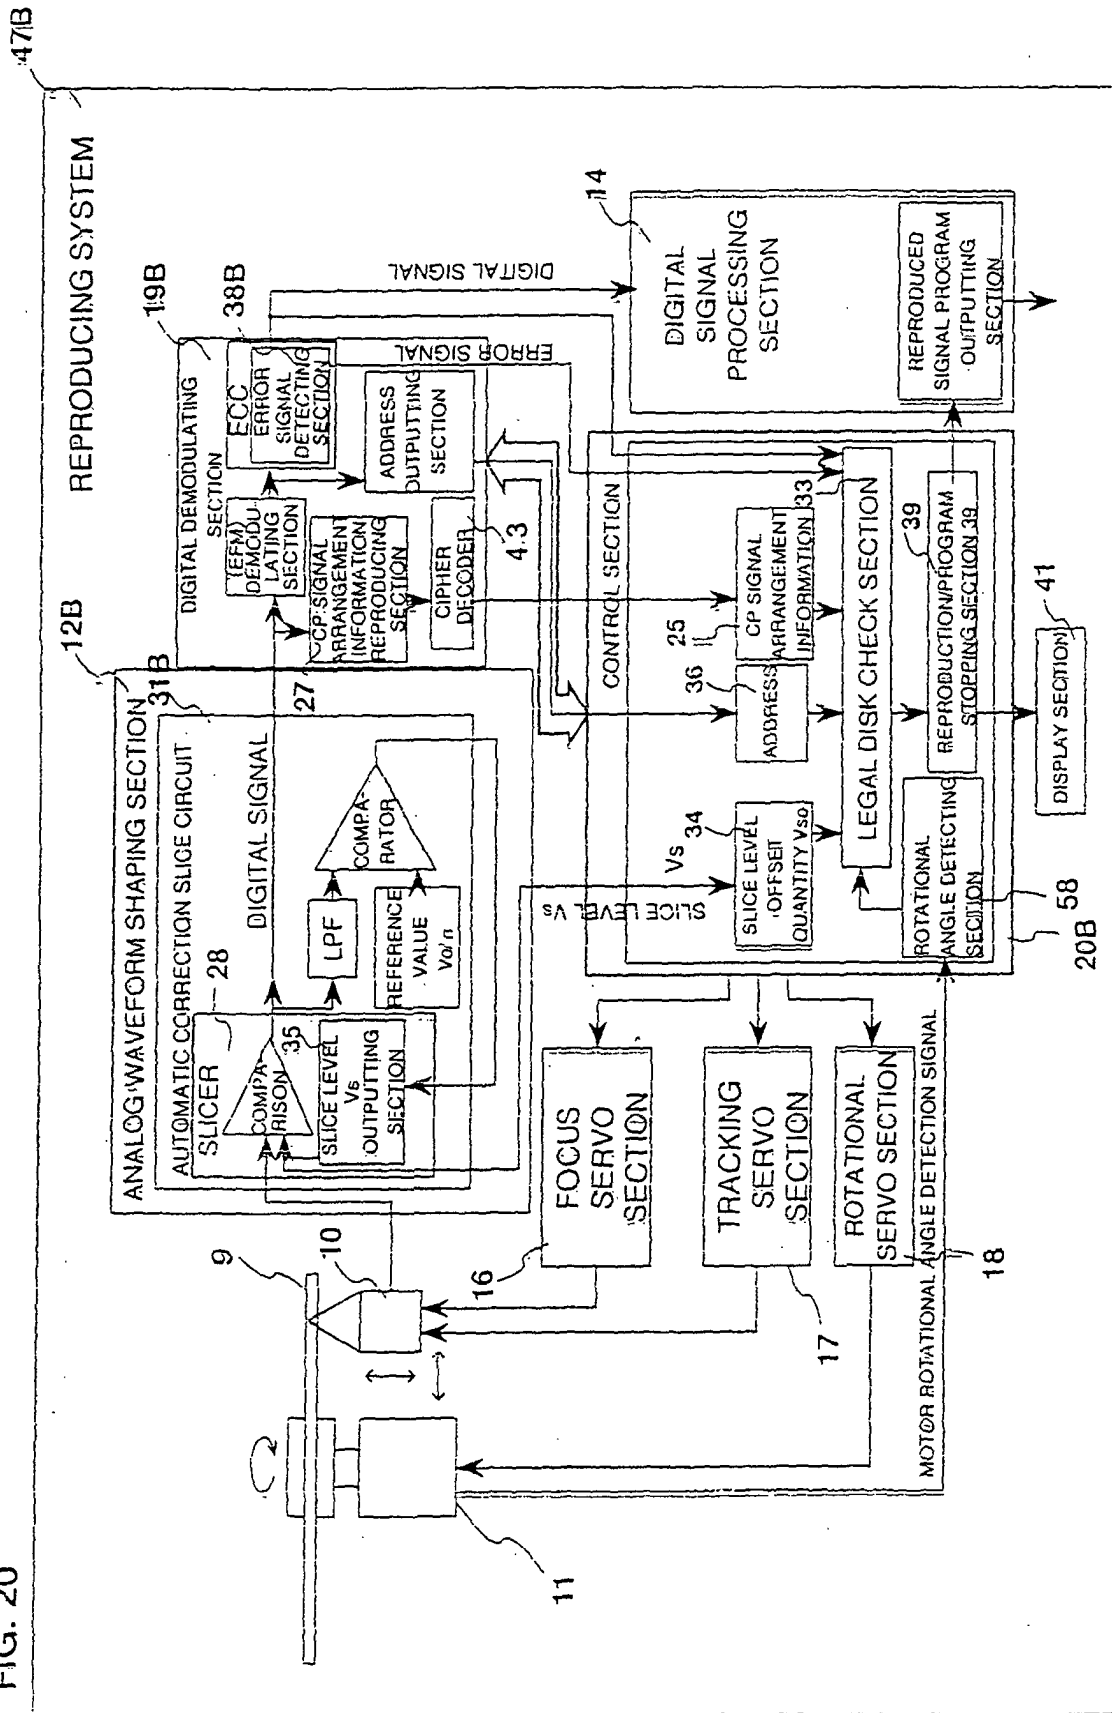 FIG. 20
47B
REPRODUCING SYSTEM
12B
ANALOG WAVEFORM SHAPING SECTION
31B
AUTOMATIC CORRECTION SLICE CIRCUIT
SLICER
28
DIGITAL SIGNAL
COMPA-
RISON
35
SLICE LEVEL
Vs
OUTPUTTING
SECTION
LPF
COMPA-
RATOR
REFERENCE
VALUE
19B
DIGITAL DEMODULATING
SECTION
38B
ECC
ERROR
SIGNAL
DETECTING
SECTION
(EFM)
DEMODU-
LATING
SECTION
CP SIGNAL
ARRANGEMENT
INFORMATION
REPRODUCING
SECTION
27
ADDRESS
OUTPUTTING
SECTION
CIPHER
DECODER
4.3
DIGITAL SIGNAL
ERROR SIGNAL
14
DIGITAL
SIGNAL
PROCESSING
SECTION
REPRODUCED
SIGNAL PROGRAM
OUTPUTTING
SECTION
9
10
11
16
FOCUS
SERVO
SECTION
TRACKING
SERVO
SECTION
17
ROTATIONAL
SERVO SECTION
18
MOTOR ROTATIONAL ANGLE DETECTION SIGNAL
CONTROL SECTION
SLICE LEVEL Vs
Vs
SLICE LEVEL
OFFSET
QUANTITY Vso
34
36
ADDRESS
25
CP SIGNAL
ARRANGEMENT
INFORMATION
33
LEGAL DISK CHECK SECTION
ROTATIONAL
ANGLE DETECTING
SECTION
58
20B
39
REPRODUCTION/PROGRAM
STOPPING SECTION 39
41
DISPLAY SECTION